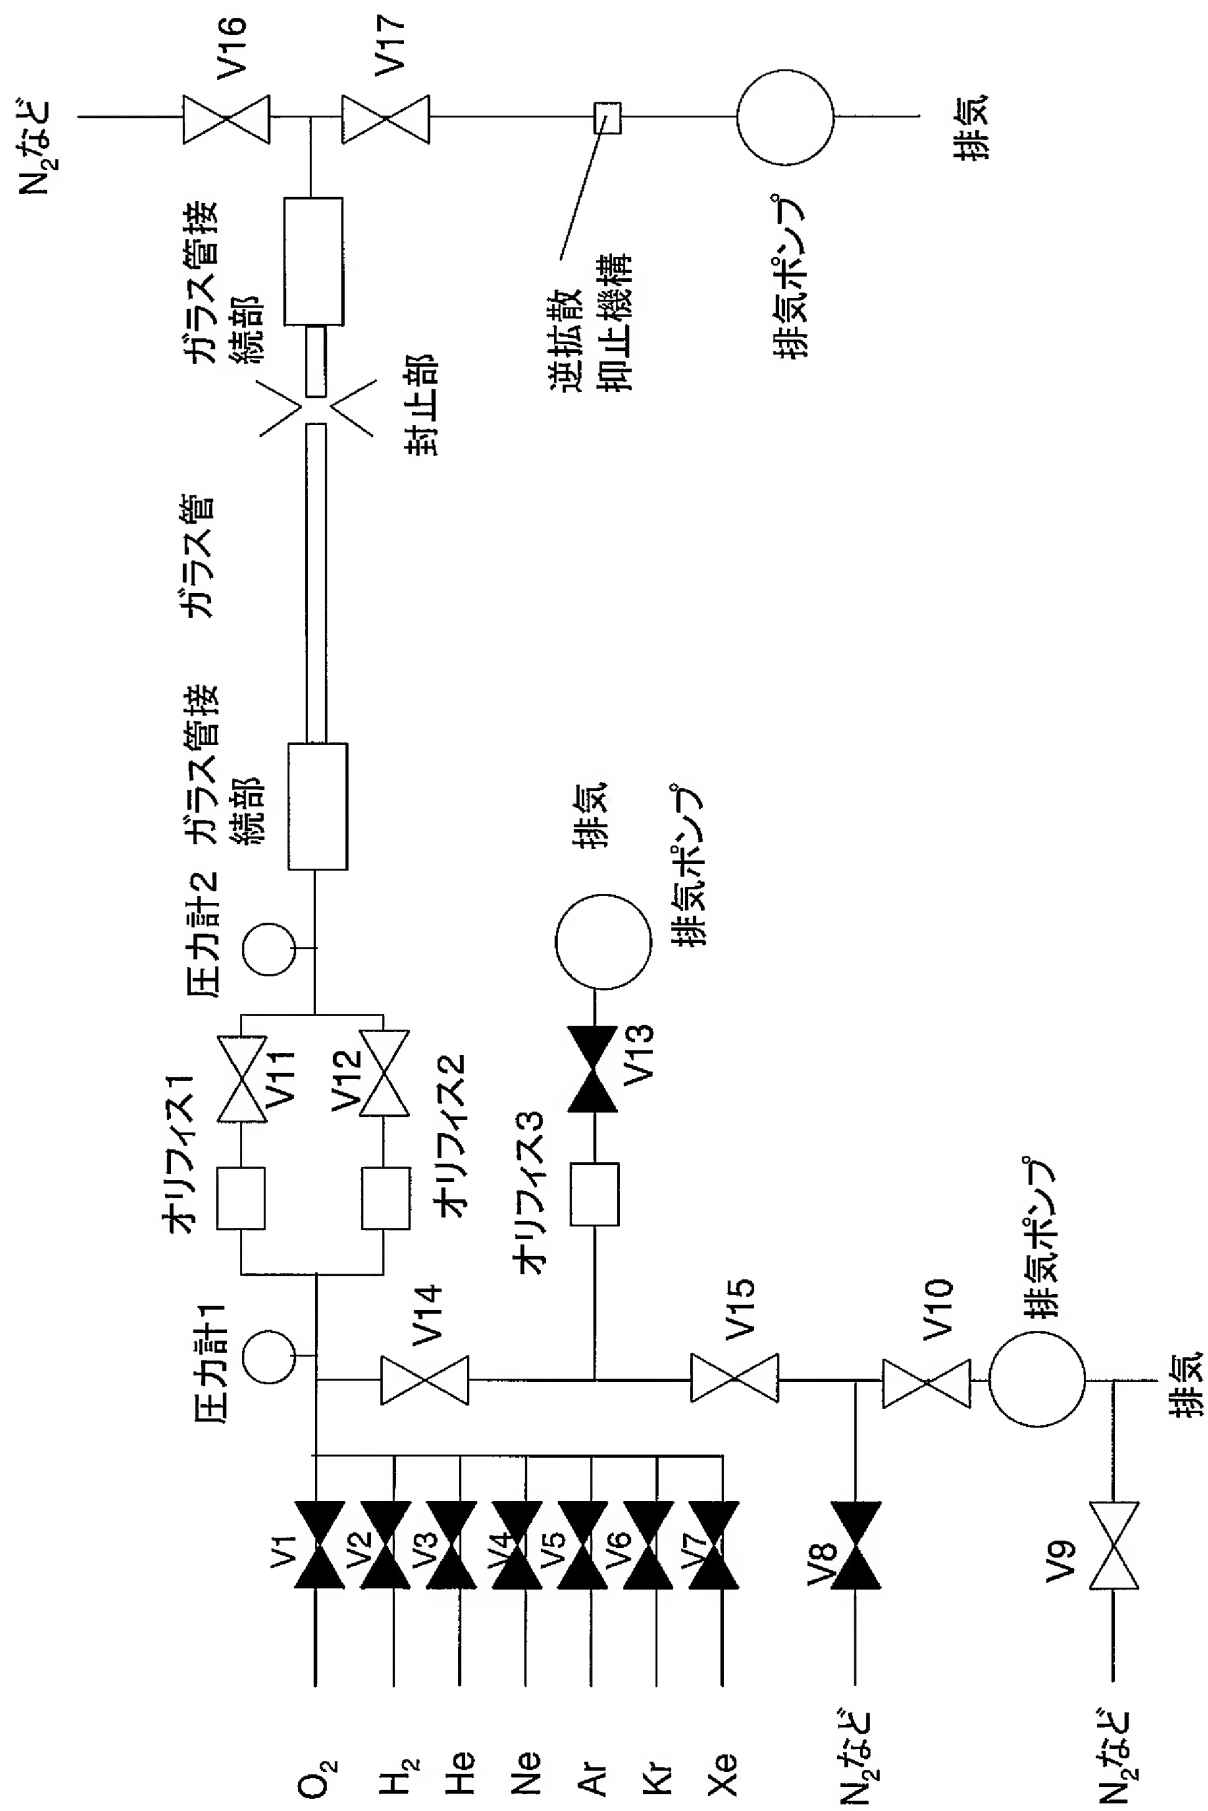 O₂
H₂
He
Ne
Ar
Kr
Xe
N₂など
N₂など
V1
V2
V3
V4
V5
V6
V7
V8
V9
圧力計1
V14
V15
V10
排気ポンプ
排気
オリフィス1
V11
V12
オリフィス2
オリフィス3
V13
排気
排気ポンプ
圧力計2
ガラス管接
続部
ガラス管
封止部
ガラス管接
続部
N₂など
V16
V17
逆拡散
抑止機構
排気ポンプ
排気